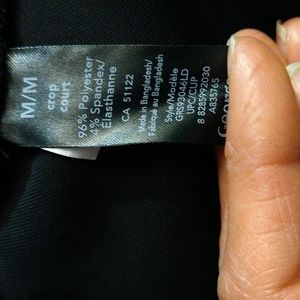 M/M
crop
court
96% Polyester
4% Spandex/
Élasthanne
CA 51122
Made in Bangladesh/
Fabriqué au Bangladesh
Style/Modèle
UPC/CUP
8 8285992030
A835765